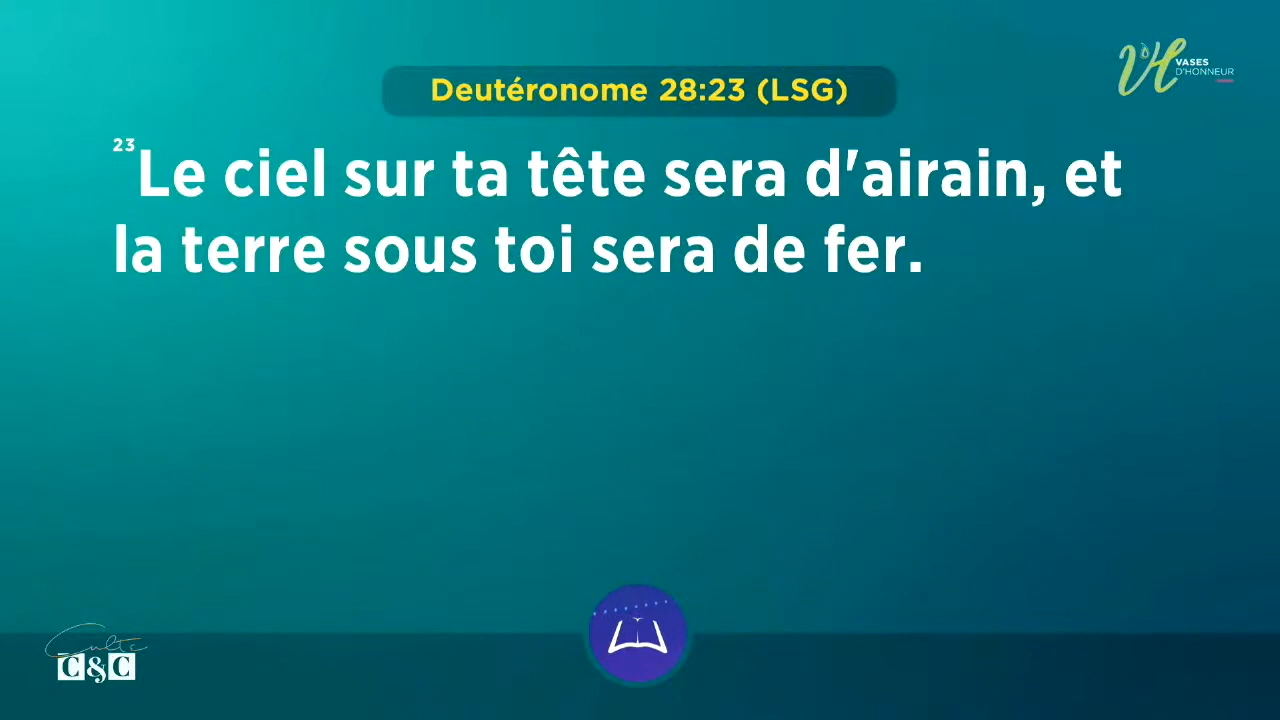 VASES
D'HONNEUR
Deutéronome 28:23 (LSG)
23 Le ciel sur ta tête sera d'airain, et
la terre sous toi sera de fer.
Culte
C&C